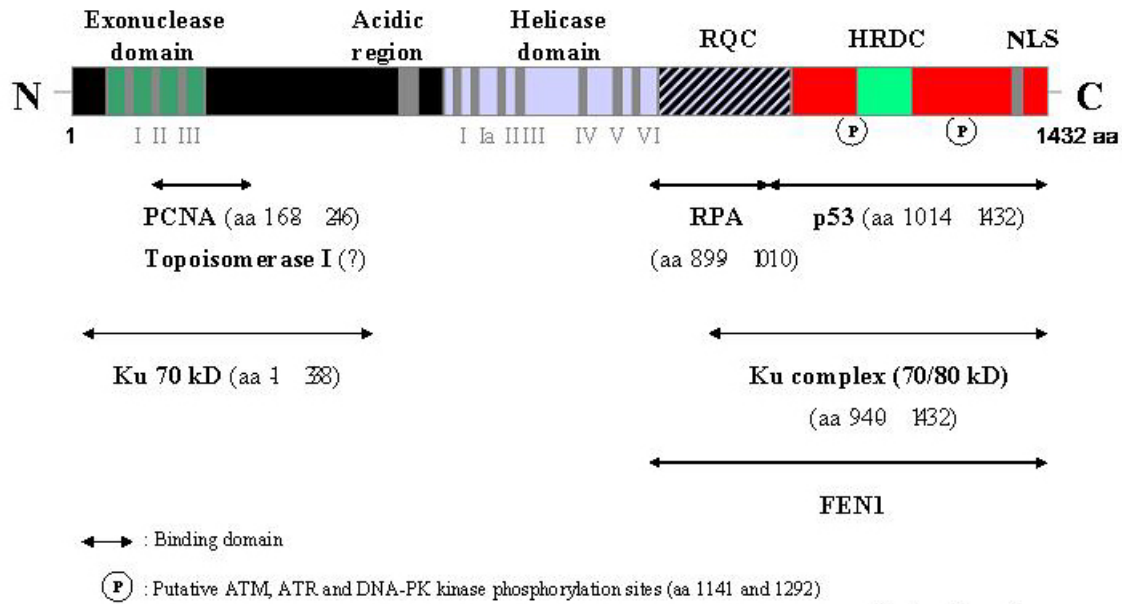 Exonuclease Acidic Helicase
domain region domain RQC HRDC NLS
N C
I II III I Ia II III IV V VI P P
1 1432 aa
PCNA (aa 168 246) RPA p53 (aa 1014 1432)
Topoisomerase I (?) (aa 899 1010)
Ku 70 kD (aa 1 388) Ku complex (70/80 kD)
(aa 940 1432)
FEN1
: Binding domain
P : Putative ATM, ATR and DNA-PK kinase phosphorylation sites (aa 1141 and 1292)